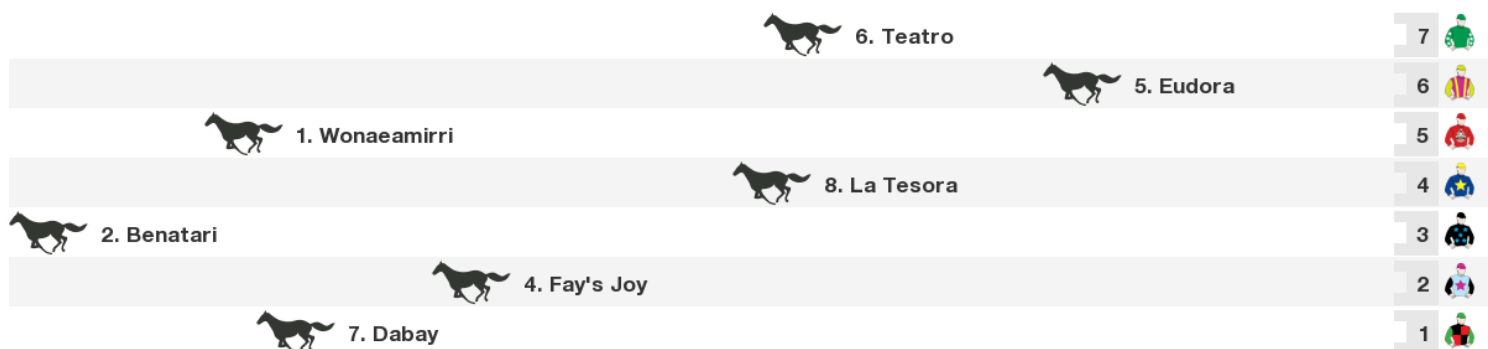 6. Teatro 7
5. Eudora 6
1. Wonaeamirri 5
8. La Tesora 4
2. Benatari 3
4. Fay's Joy 2
7. Dabay 1